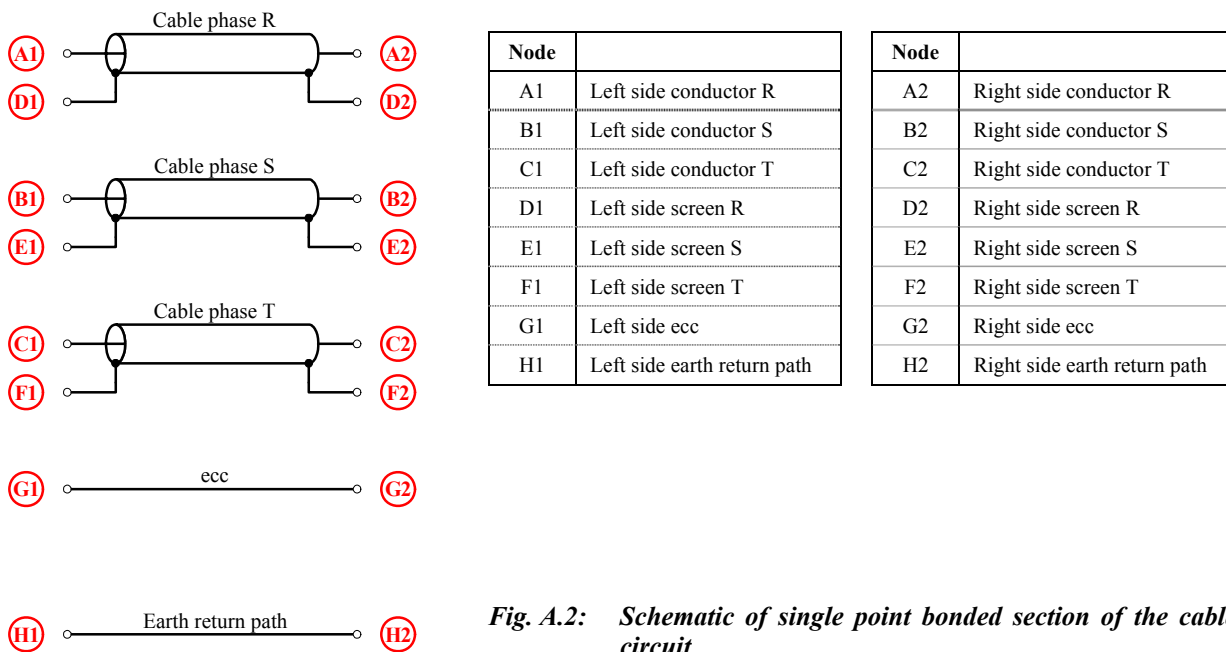 Cable phase R
A1
A2
D1
D2
Cable phase S
B1
B2
E1
E2
Cable phase T
C1
C2
F1
F2
ecc
G1
G2
Earth return path
H1
H2
Node
A1 Left side conductor R
B1 Left side conductor S
C1 Left side conductor T
D1 Left side screen R
E1 Left side screen S
F1 Left side screen T
G1 Left side ecc
H1 Left side earth return path
Node
A2 Right side conductor R
B2 Right side conductor S
C2 Right side conductor T
D2 Right side screen R
E2 Right side screen S
F2 Right side screen T
G2 Right side ecc
H2 Right side earth return path
Fig. A.2: Schematic of single point bonded section of the cable
circuit